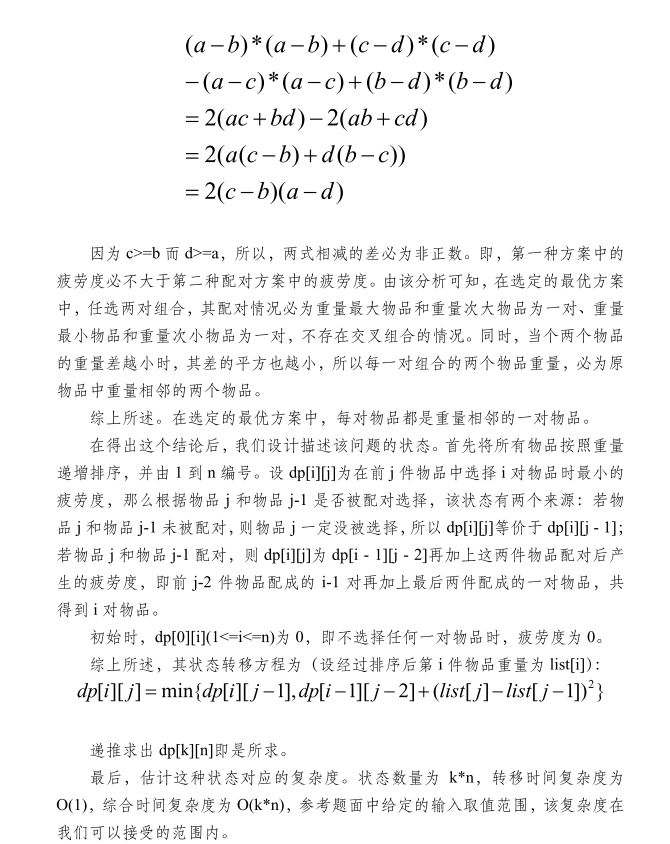 (a−b)*(a−b)+(c−d)*(c−d)
−(a−c)*(a−c)+(b−d)*(b−d)
=2(ac+bd)−2(ab+cd)
=2(a(c−b)+d(b−c))
=2(c−b)(a−d)
因为 c>=b 而 d>=a，所以，两式相减的差必为非正数。即，第一种方案中的
疲劳度必不大于第二种配对方案中的疲劳度。由该分析可知，在选定的最优方案
中，任选两对组合，其配对情况必为重量最大物品和重量次大物品为一对、重量
最小物品和重量次小物品为一对，不存在交叉组合的情况。同时，当个两个物品
的重量差越小时，其差的平方也越小，所以每一对组合的两个物品重量，必为原
物品中重量相邻的两个物品。
综上所述。在选定的最优方案中，每对物品都是重量相邻的一对物品。
在得出这个结论后，我们设计描述该问题的状态。首先将所有物品按照重量
递增排序，并由 1 到 n 编号。设 dp[i][j]为在前 j 件物品中选择 i 对物品时最小的
疲劳度，那么根据物品 j 和物品 j-1 是否被配对选择，该状态有两个来源：若物
品 j 和物品 j-1 未被配对，则物品 j 一定没被选择，所以 dp[i][j]等价于 dp[i][j - 1]；
若物品 j 和物品 j-1 配对，则 dp[i][j]为 dp[i - 1][j - 2]再加上这两件物品配对后产
生的疲劳度，即前 j-2 件物品配成的 i-1 对再加上最后两件配成的一对物品，共
得到 i 对物品。
初始时，dp[0][i](1<=i<=n)为 0，即不选择任何一对物品时，疲劳度为 0。
综上所述，其状态转移方程为（设经过排序后第 i 件物品重量为 list[i]）：
dp[i][j]=min{dp[i][j−1],dp[i−1][j−2]+(list[j]−list[j−1])²}
递推求出 dp[k][n]即是所求。
最后，估计这种状态对应的复杂度。状态数量为 k*n，转移时间复杂度为
O(1)，综合时间复杂度为 O(k*n)，参考题面中给定的输入取值范围，该复杂度在
我们可以接受的范围内。